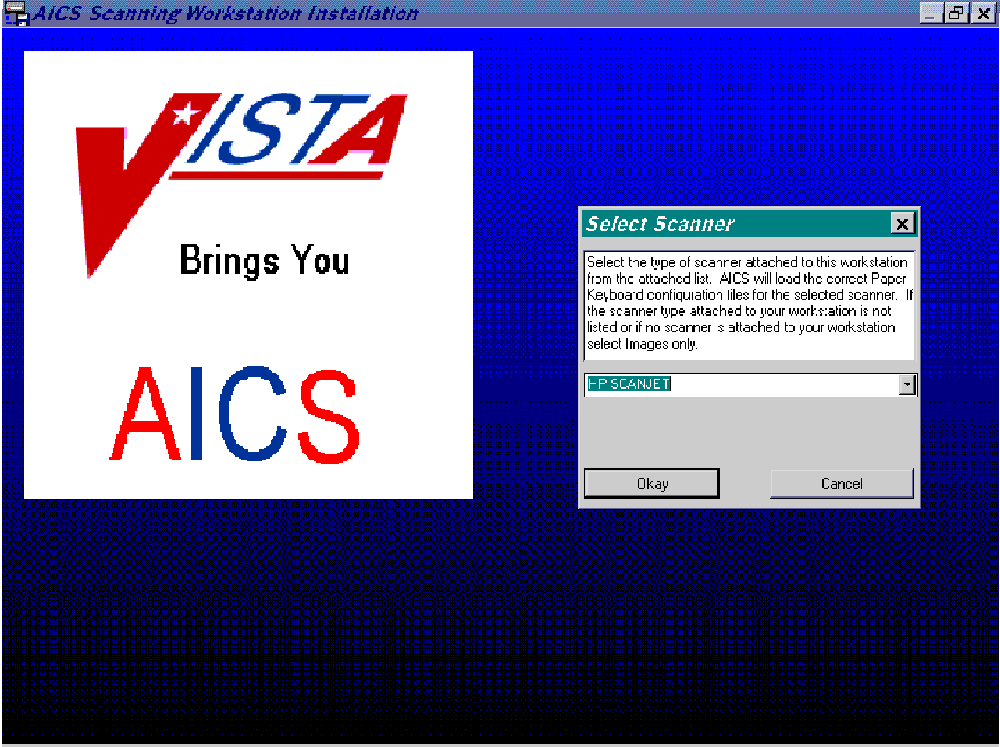 AICS Scanning Workstation Installation
VISTA
Brings You
AICS
Select Scanner
Select the type of scanner attached to this workstation
from the attached list.  AICS will load the correct Paper
Keyboard configuration files for the selected scanner.  If
the scanner type attached to your workstation is not
listed or if no scanner is attached to your workstation
select Images only.
HP SCANJET
Okay
Cancel